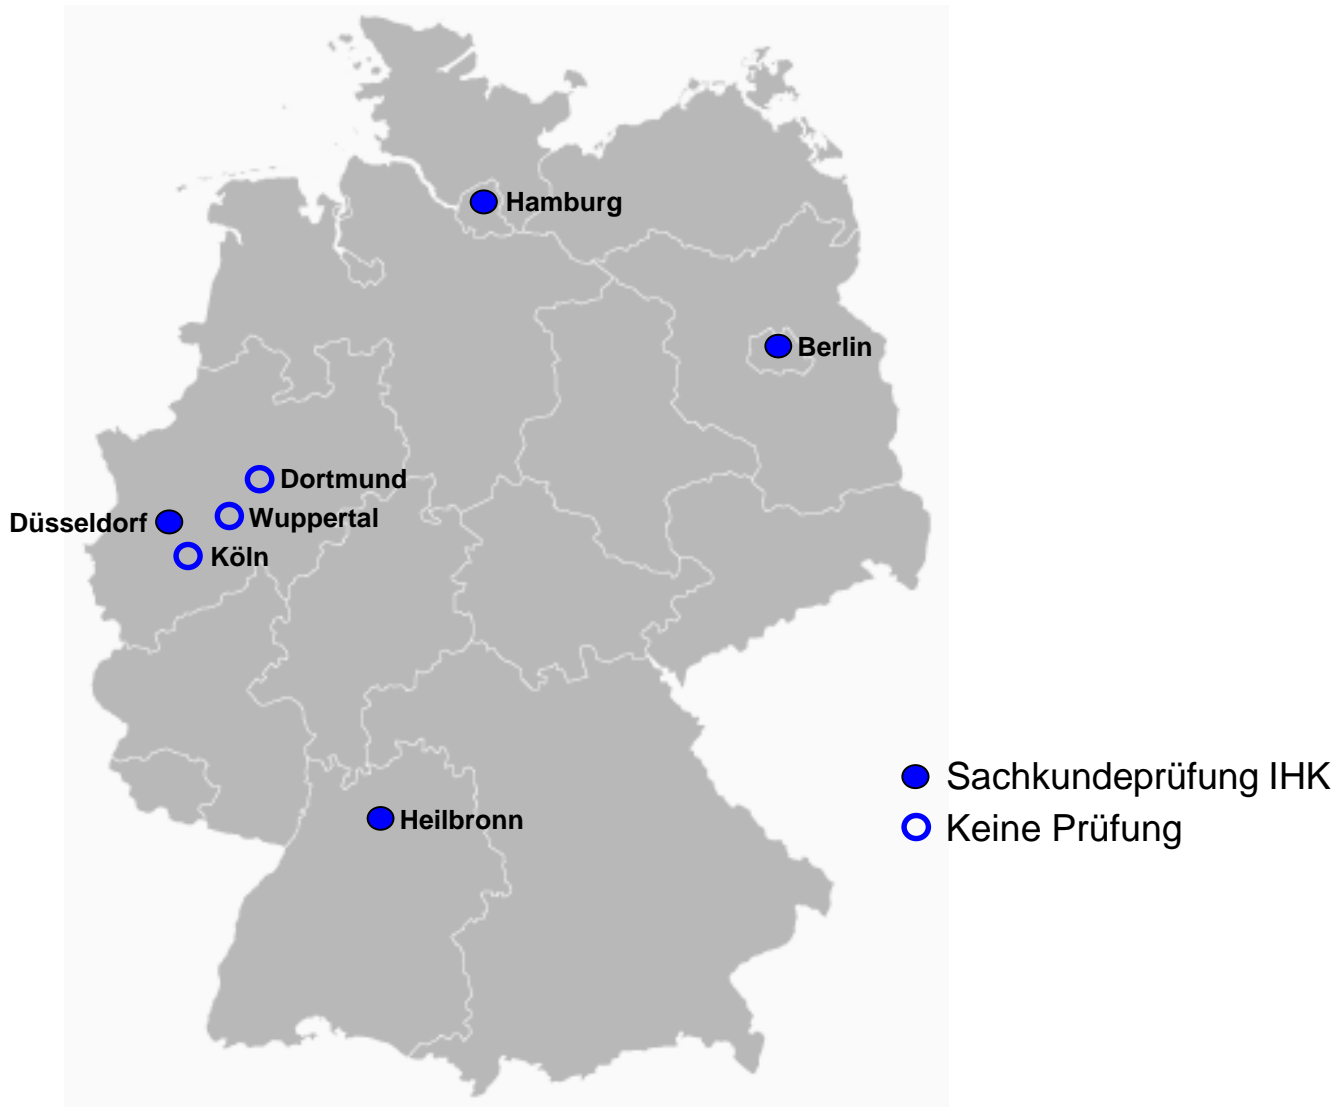 Hamburg
Berlin
Dortmund
Wuppertal
Düsseldorf
Köln
Sachkundeprüfung IHK
Heilbronn
Keine Prüfung